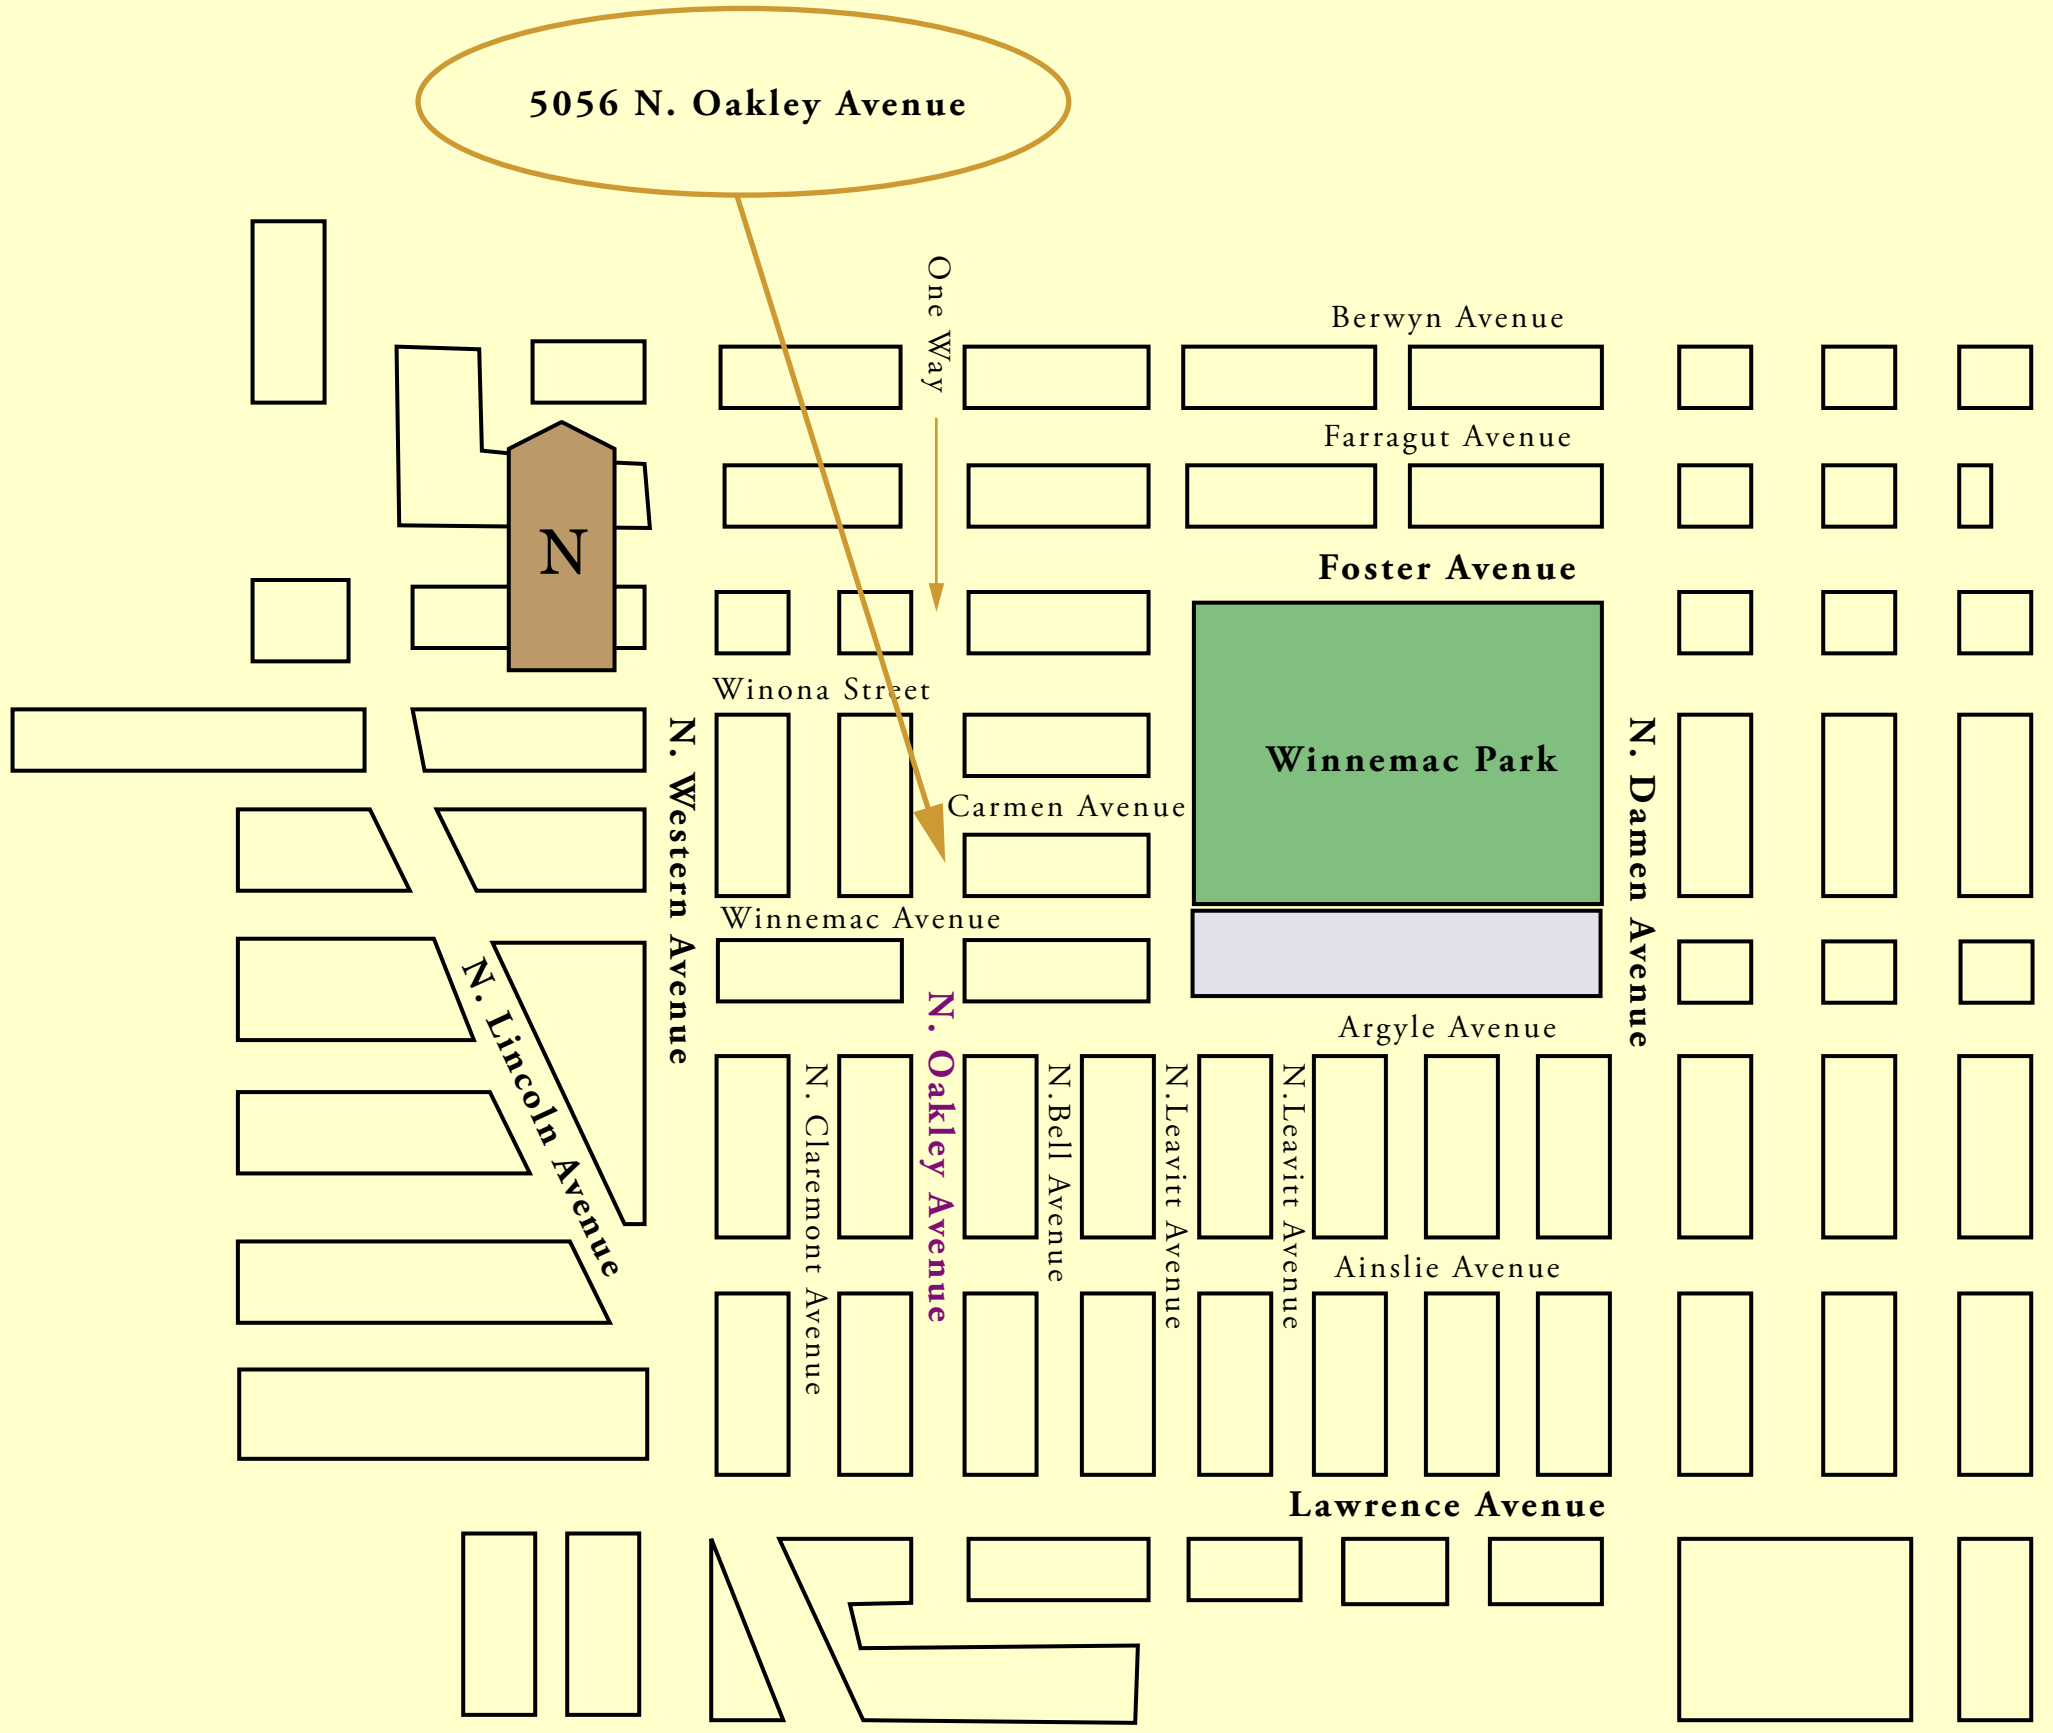 5056 N. Oakley Avenue
One Way
Berwyn Avenue
Farragut Avenue
N
Foster Avenue
Winona Street
N. Western Avenue
Winnemac Park
N. Damen Avenue
Carmen Avenue
Winnemac Avenue
N. Lincoln Avenue
N. Oakley Avenue
Argyle Avenue
N. Claremont Avenue
N.Bell Avenue
N.Leavitt Avenue
N.Leavitt Avenue
Ainslie Avenue
Lawrence Avenue